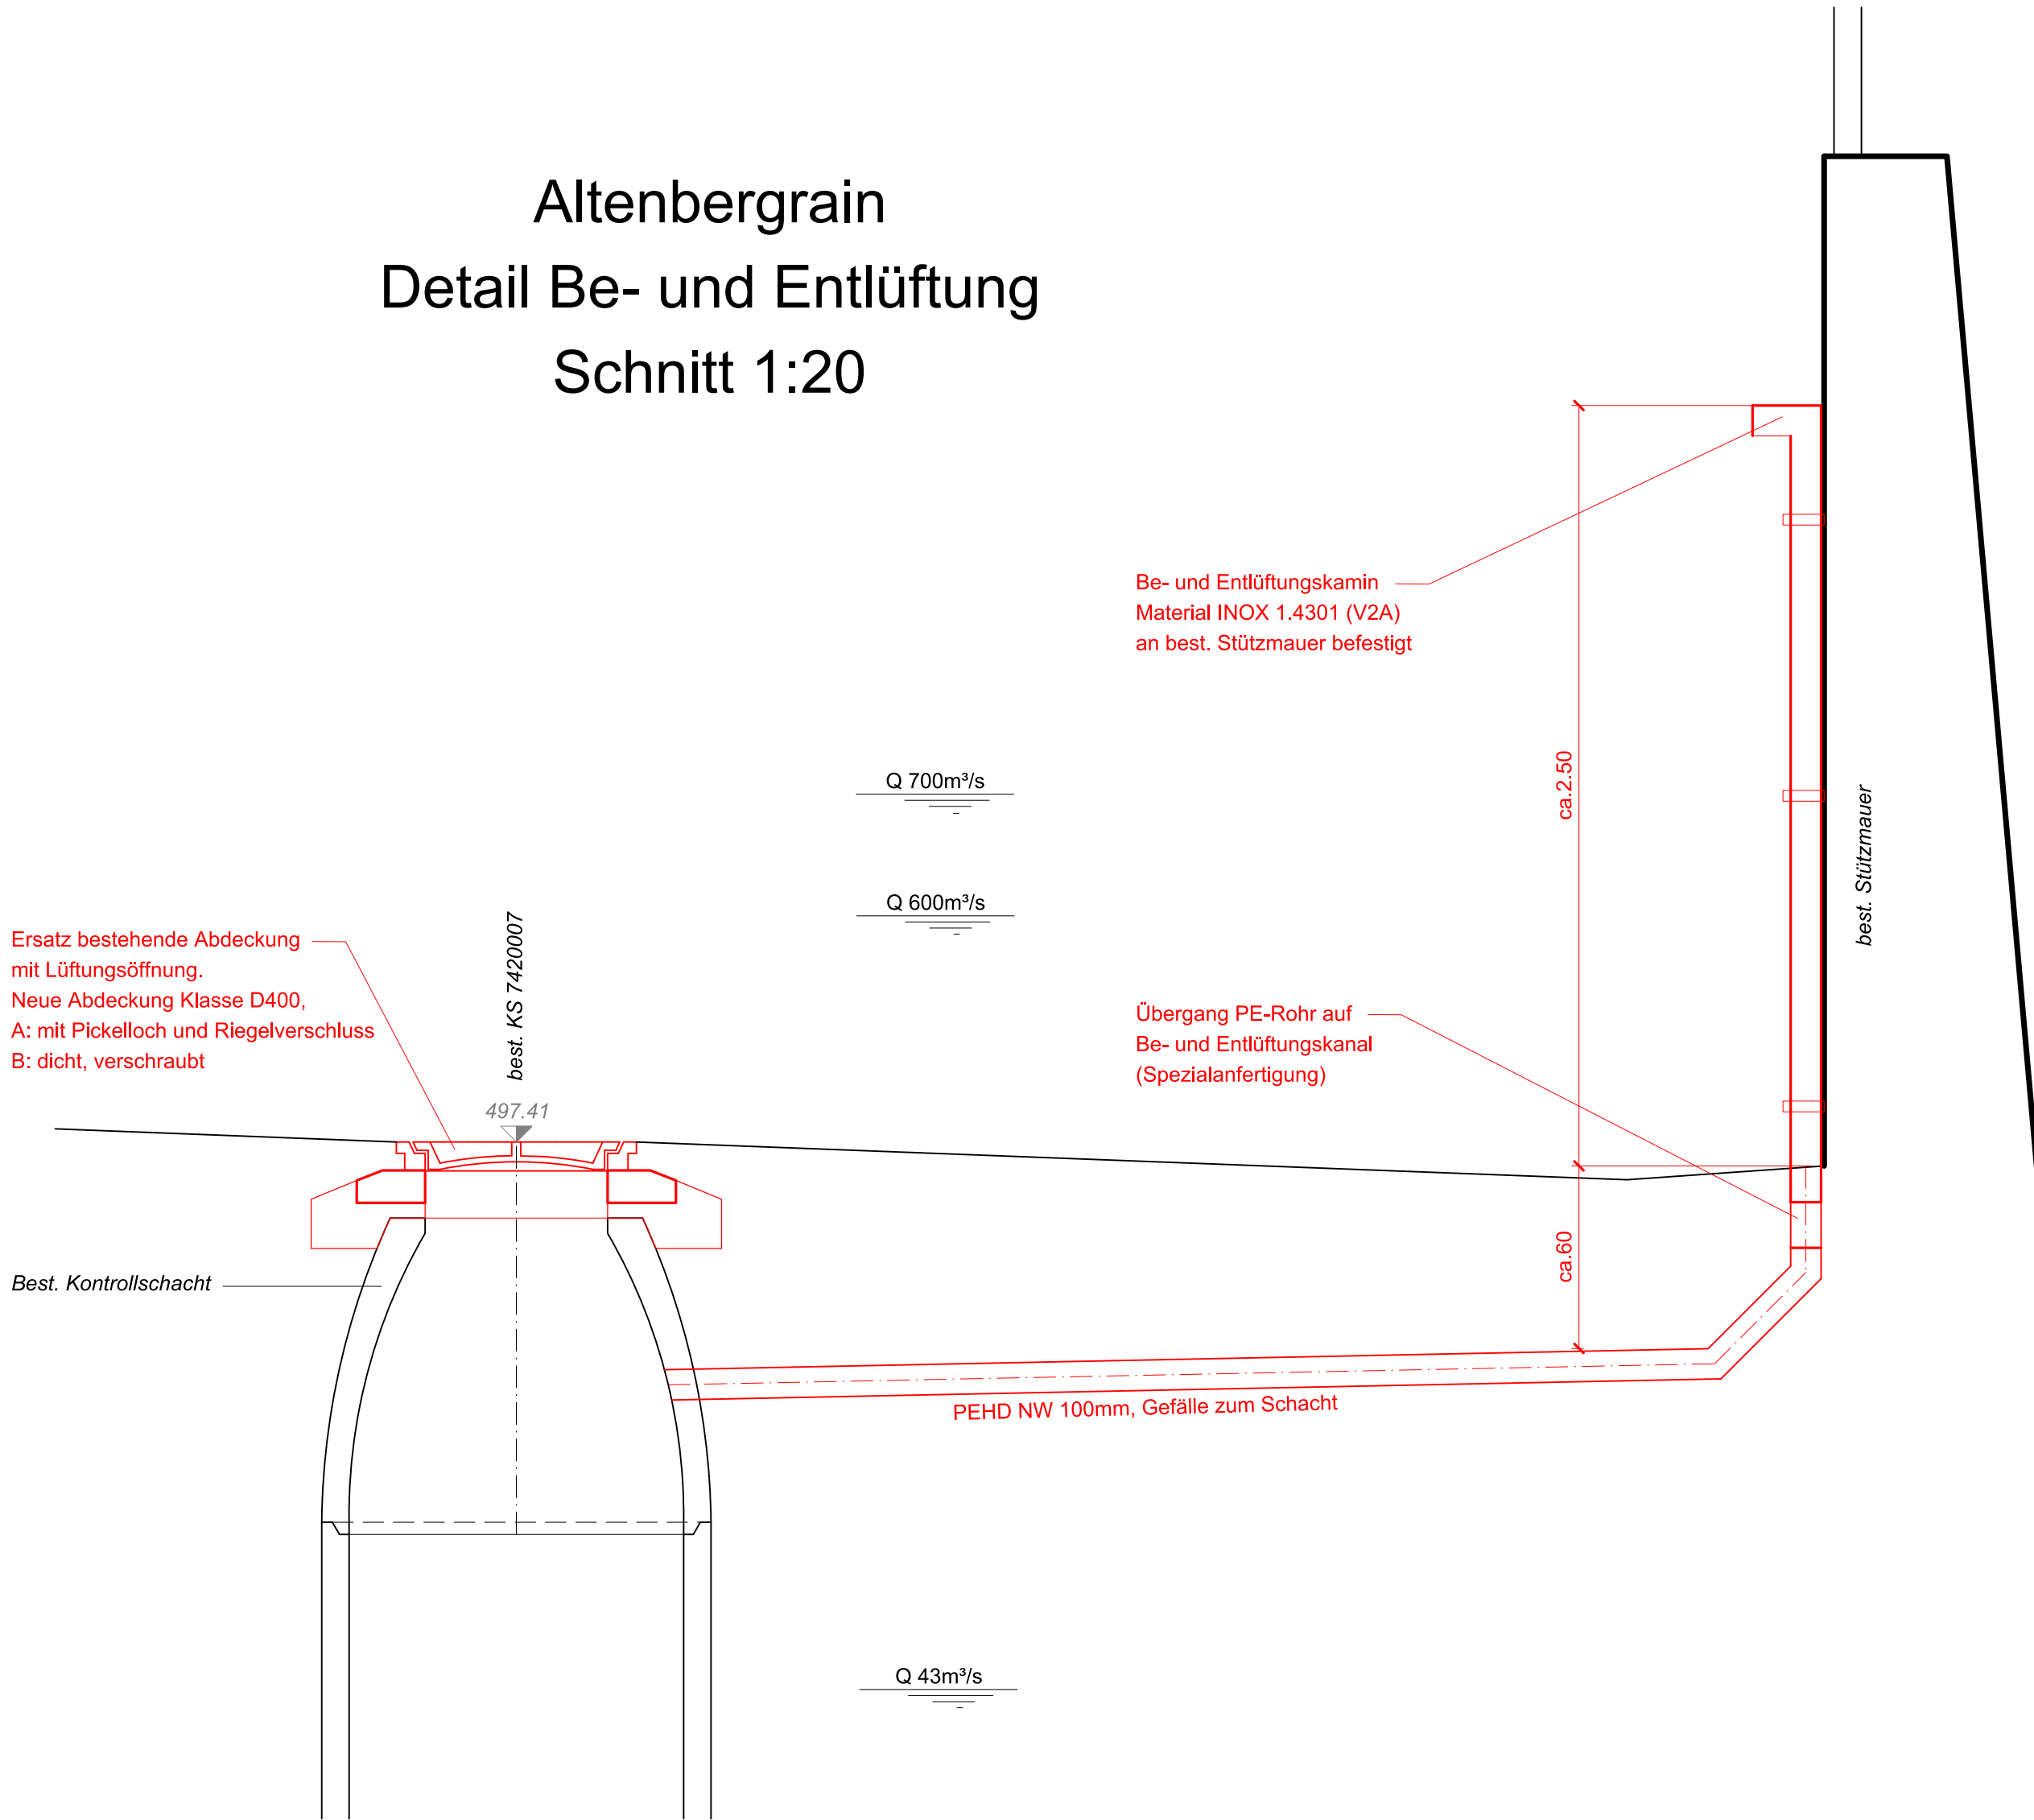 Altenbergrain
Detail Be- und Entlüftung
Schnitt 1:20
Be- und Entlüftungskamin
Material INOX 1.4301 (V2A)
an best. Stützmauer befestigt
ca.2.50
best. Stützmauer
Q 700m³/s
Q 600m³/s
Ersatz bestehende Abdeckung
mit Lüftungsöffnung.
Neue Abdeckung Klasse D400,
A: mit Pickelloch und Riegelverschluss
B: dicht, verschraubt
best. KS 7420007
497.41
Übergang PE-Rohr auf
Be- und Entlüftungskanal
(Spezialanfertigung)
ca.60
Best. Kontrollschacht
PEHD NW 100mm, Gefälle zum Schacht
Q 43m³/s